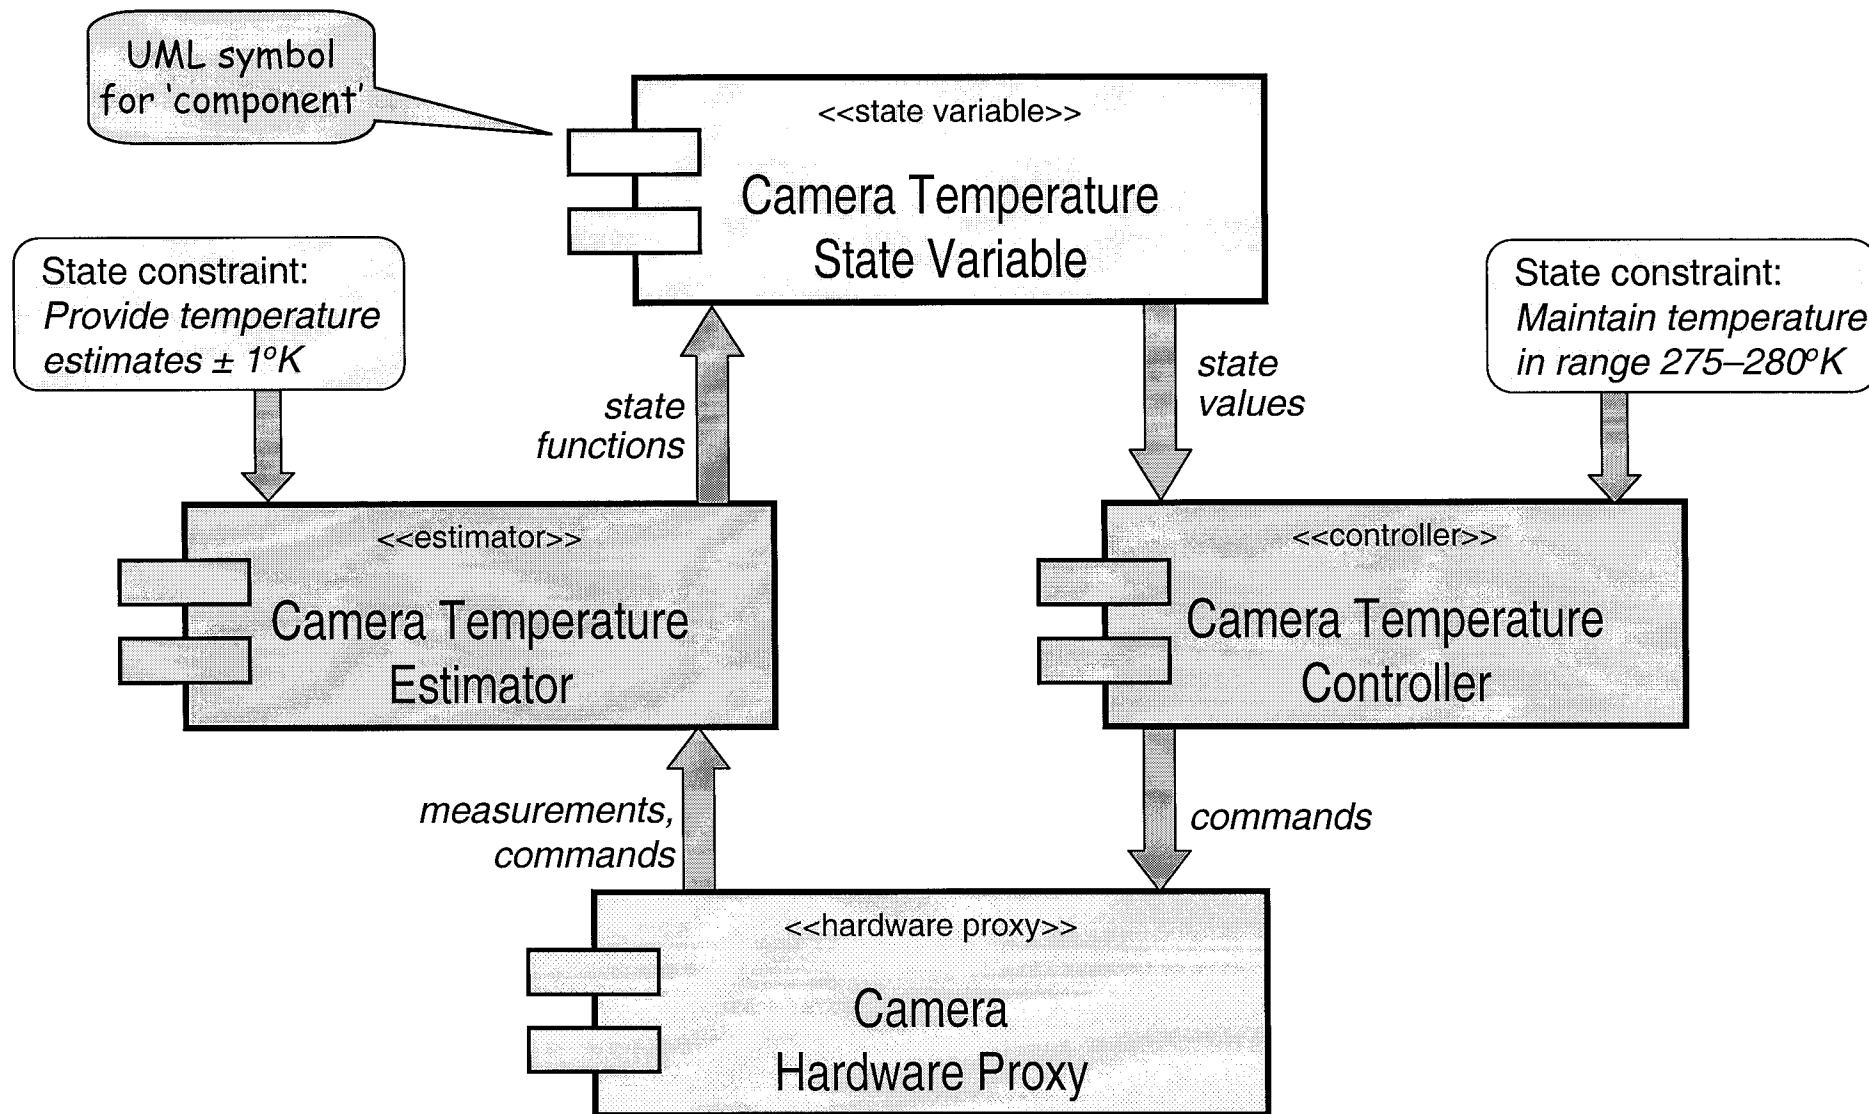 UML symbol
for 'component'
<<state variable>>
Camera Temperature
State Variable
State constraint:
Provide temperature
estimates ± 1ºK
State constraint:
Maintain temperature
in range 275–280ºK
state
functions
state
values
<<estimator>>
Camera Temperature
Estimator
<<controller>>
Camera Temperature
Controller
measurements,
commands
commands
<<hardware proxy>>
Camera
Hardware Proxy